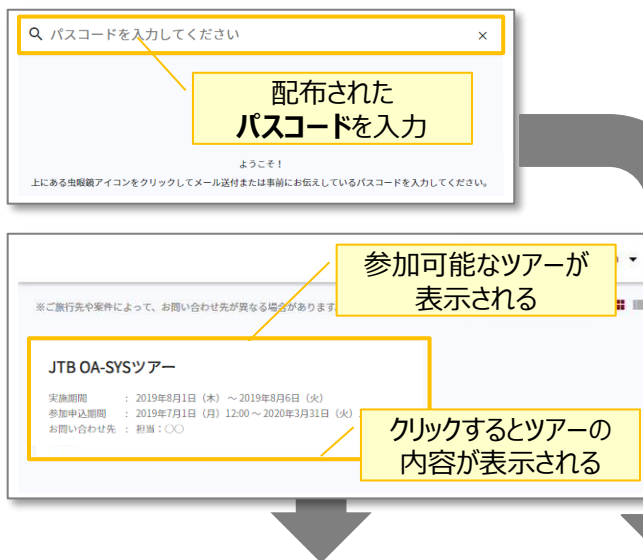 パスコードを入力してください ×
配布された
パスコードを入力
ようこそ！
上にある虫眼鏡アイコンをクリックしてメール送付または事前にお伝えしているパスコードを入力してください。
参加可能なツアーが
表示される
※ご旅行先や案件によって、お問い合わせ先が異なる場合があります
JTB OA-SYSツアー
実施期間 : 2019年8月1日（木）～2019年8月6日（火）
参加申込期間 : 2019年7月1日（月）12:00～2020年3月31日（火）
お問い合わせ先 : 担当：○○
クリックするとツアーの
内容が表示される